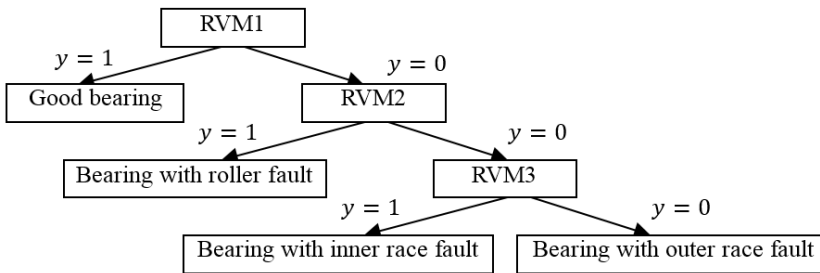 RVM1
y = 1
y = 0
Good bearing
RVM2
y = 1
y = 0
Bearing with roller fault
RVM3
y = 1
y = 0
Bearing with inner race fault
Bearing with outer race fault